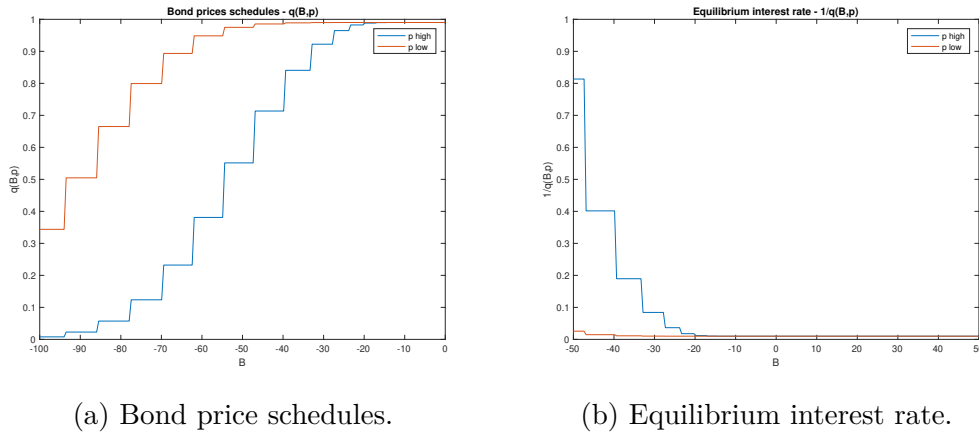 Bond prices schedules - q(B,p)
p high
p low
1
0.9
0.8
0.7
0.6
0.5
0.4
0.3
0.2
0.1
0
q(B,p)
-100 -90 -80 -70 -60 -50 -40 -30 -20 -10 0
B
(a) Bond price schedules.
Equilibrium interest rate - 1/q(B,p)
p high
p low
1
0.9
0.8
0.7
0.6
0.5
0.4
0.3
0.2
0.1
0
1/q(B,p)
-50 -40 -30 -20 -10 0 10 20 30 40 50
B
(b) Equilibrium interest rate.